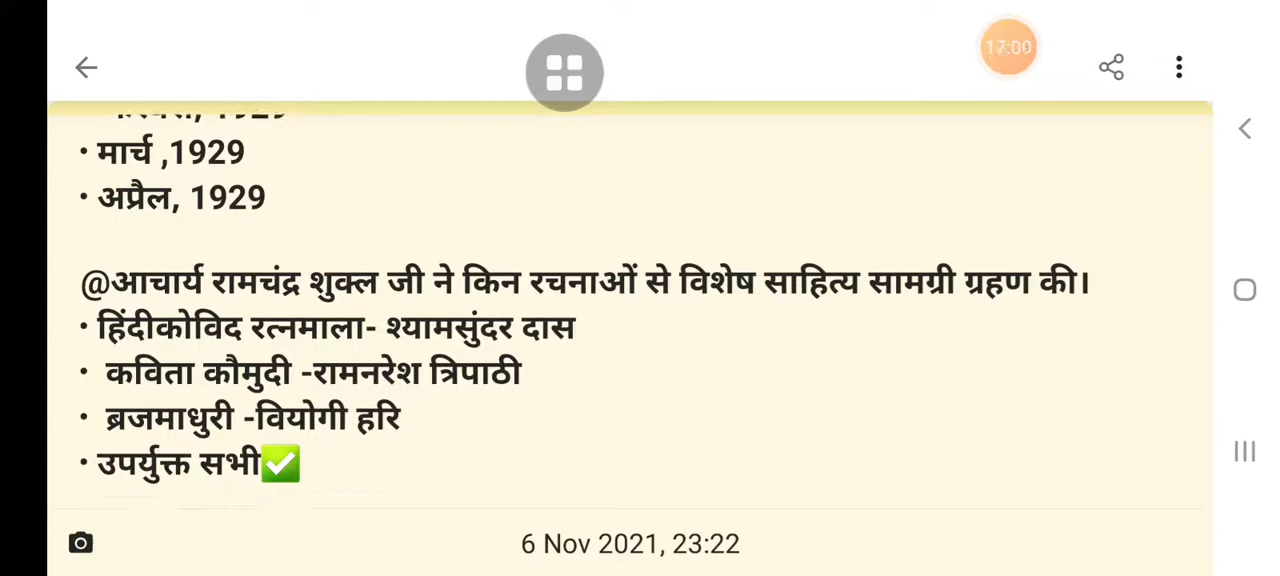 17:00
• मार्च ,1929
• अप्रैल, 1929
@आचार्य रामचंद्र शुक्ल जी ने किन रचनाओं से विशेष साहित्य सामग्री ग्रहण की।
• हिंदीकोविद रत्नमाला- श्यामसुंदर दास
• कविता कौमुदी -रामनरेश त्रिपाठी
• ब्रजमाधुरी -वियोगी हरि
• उपर्युक्त सभी✅
6 Nov 2021, 23:22